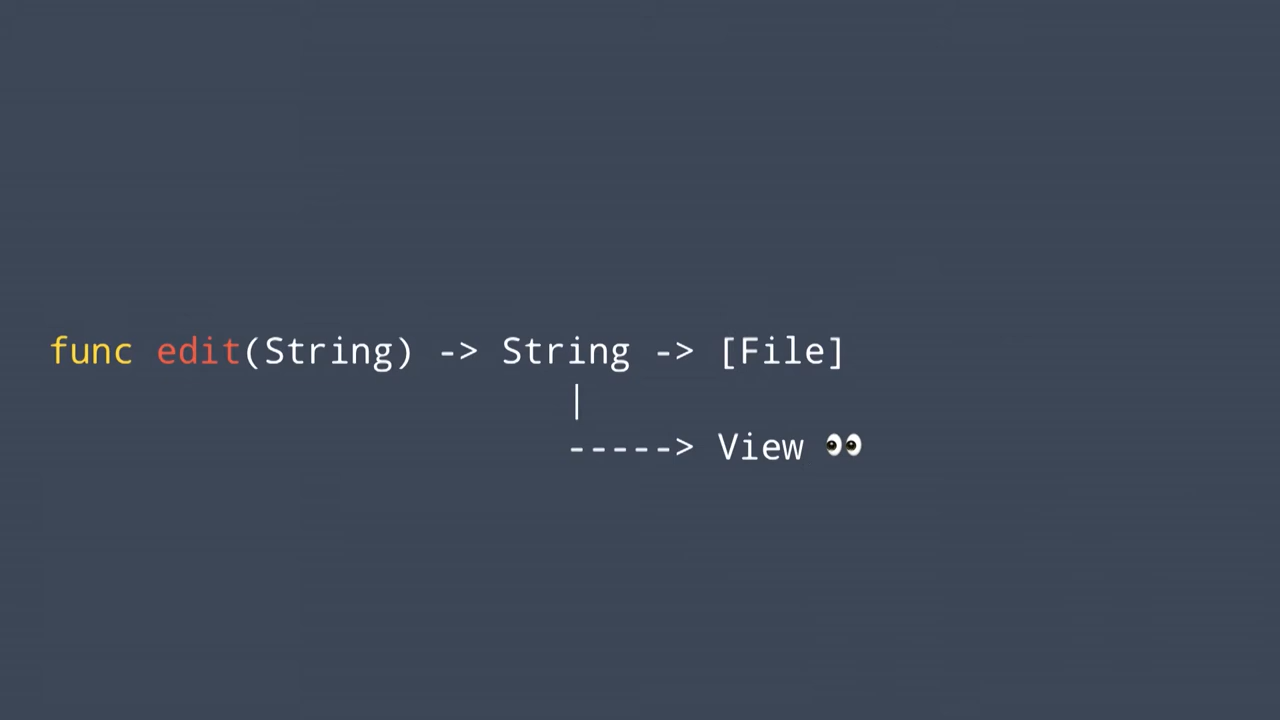 func edit(String) -> String -> [File]
|
-----> View 👀